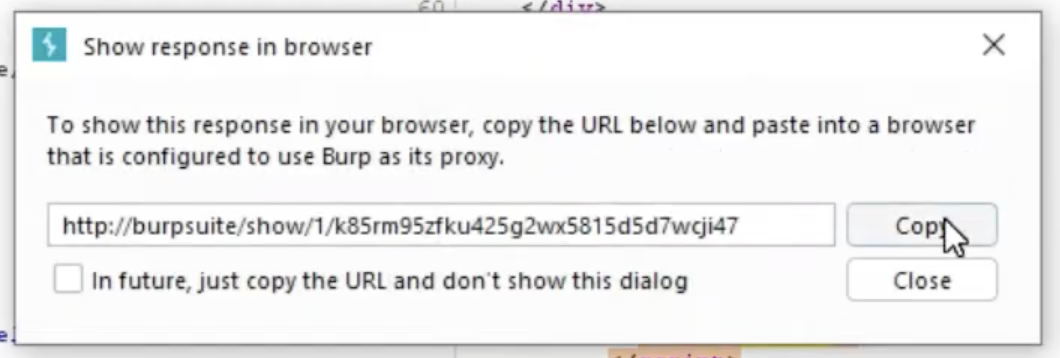 60 </div>
Show response in browser
To show this response in your browser, copy the URL below and paste into a browser
that is configured to use Burp as its proxy.
http://burpsuite/show/1/k85rm95zfku425g2wx5815d5d7wcji47
Copy
In future, just copy the URL and don't show this dialog
Close